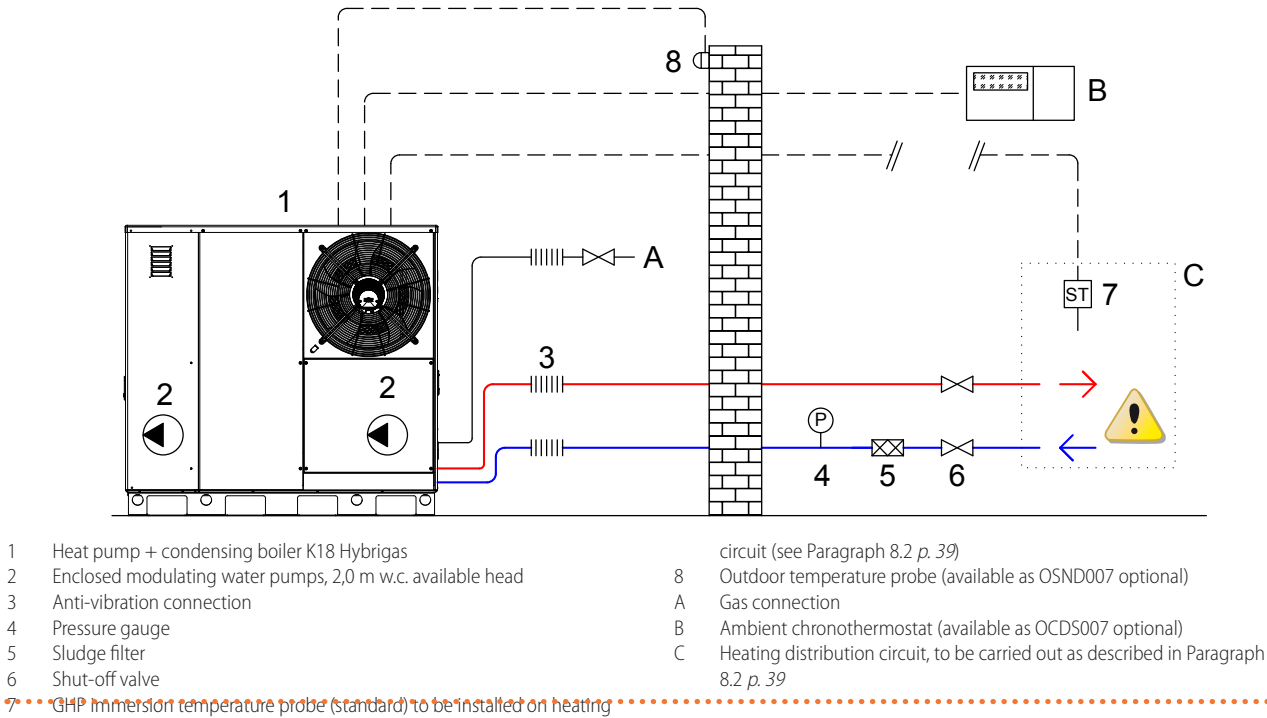 8
B
1
A
C
ST 7
3
2
2
P
4
5
6
1 Heat pump + condensing boiler K18 Hybrigas
2 Enclosed modulating water pumps, 2,0 m w.c. available head
3 Anti-vibration connection
4 Pressure gauge
5 Sludge filter
6 Shut-off valve
7 GHP immersion temperature probe (standard) to be installed on heating
circuit (see Paragraph 8.2 p. 39)
8 Outdoor temperature probe (available as OSND007 optional)
A Gas connection
B Ambient chronothermostat (available as OCDS007 optional)
C Heating distribution circuit, to be carried out as described in Paragraph
8.2 p. 39